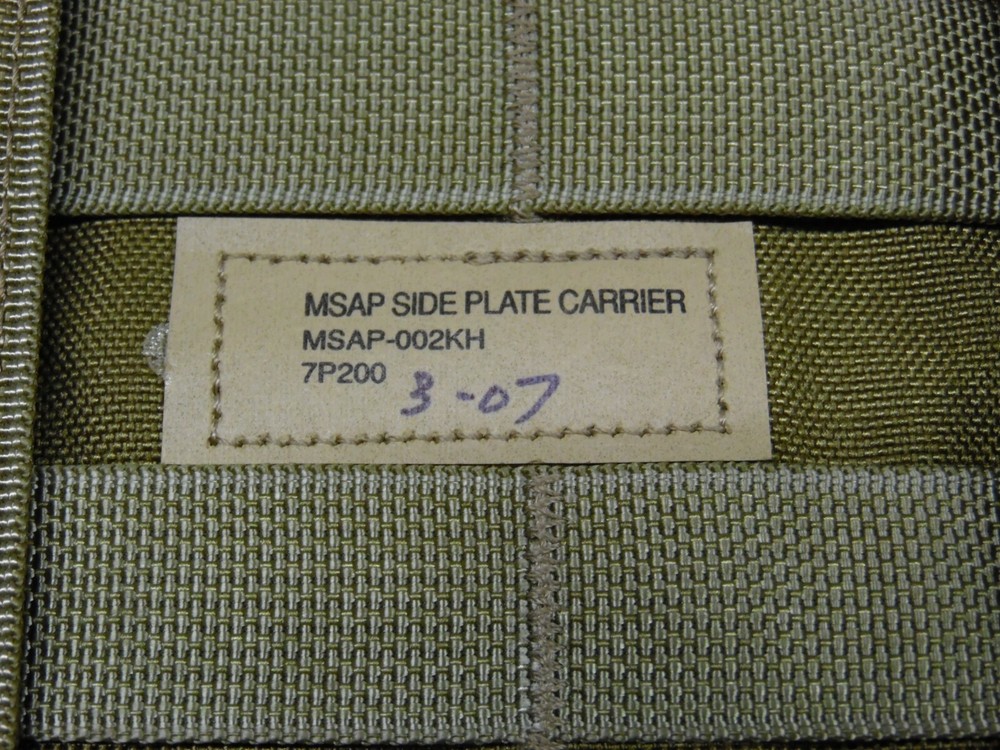 MSAP SIDE PLATE CARRIER
MSAP-002KH
7P200 3-07